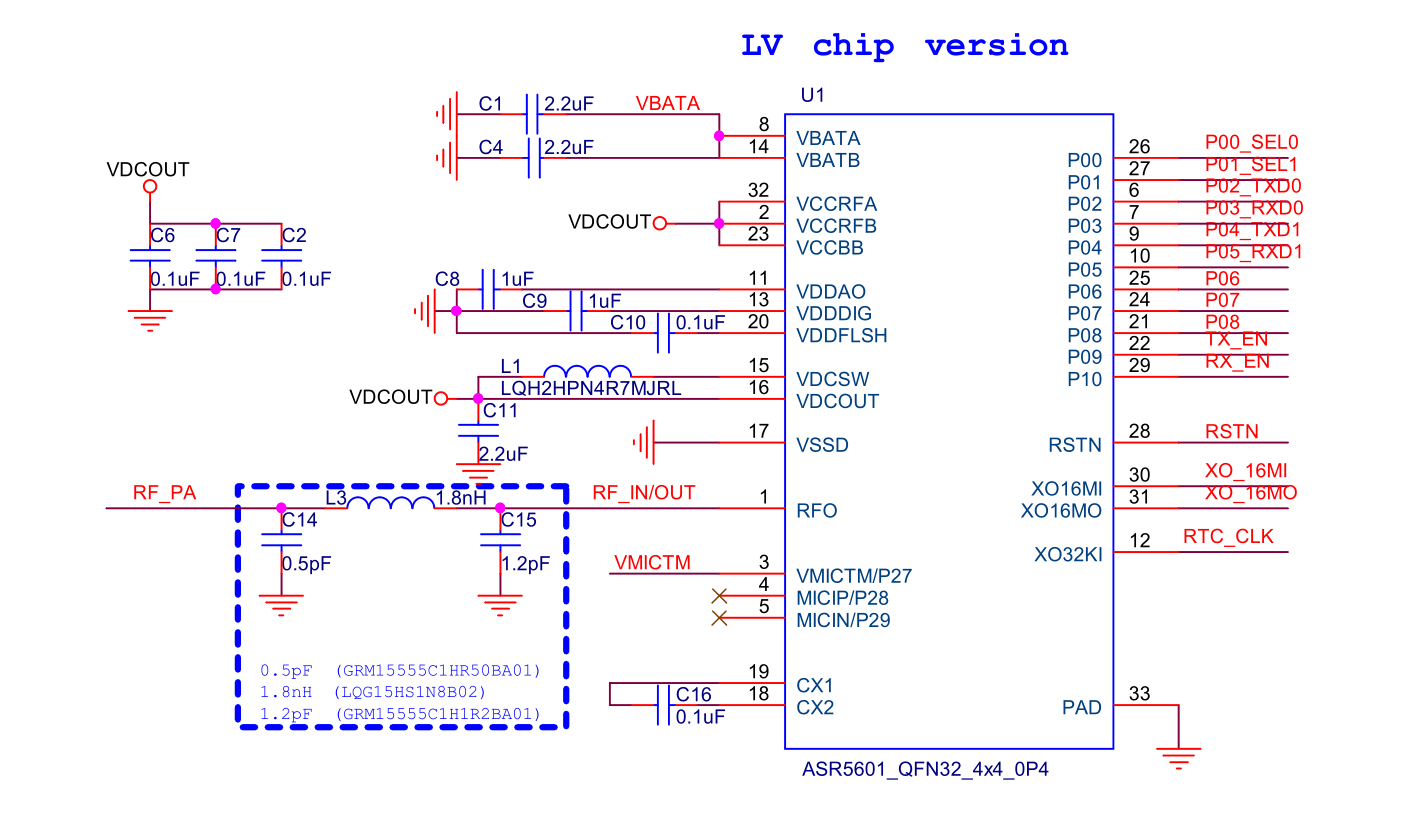 LV chip version
U1
C1 2.2uF VBATA
8 VBATA
C4 2.2uF
14 VBATB
VDCOUT
C6 C7 C2
0.1uF 0.1uF 0.1uF
32 VCCRFA
VDCOUT 2 VCCRFB
23 VCCBB
C8 1uF 11 VDDAO
C9 1uF 13 VDDDIG
C10 0.1uF 20 VDDFLSH
L1 15 VDCSW
LQH2HPN4R7MJRL
VDCOUT 16 VDCOUT
C11
2.2uF
17 VSSD
RF_PA L3 1.8nH RF_IN/OUT 1 RFO
C14 C15
0.5pF 1.2pF
VMICTM 3 VMICTM/P27
4 MICIP/P28
5 MICIN/P29
0.5pF (GRM15555C1HR50BA01)
1.8nH (LQG15HS1N8B02)
1.2pF (GRM15555C1H1R2BA01)
19 CX1
C16 18 CX2
0.1uF
P00 26 P00_SEL0
P01 27 P01_SEL1
P02 6 P02_TXD0
P03 7 P03_RXD0
P04 9 P04_TXD1
P05 10 P05_RXD1
P06 25 P06
P07 24 P07
P08 21 P08
P09 22 TX_EN
P10 29 RX_EN
RSTN 28 RSTN
XO16MI 30 XO_16MI
XO16MO 31 XO_16MO
XO32KI 12 RTC_CLK
PAD 33
ASR5601_QFN32_4x4_0P4